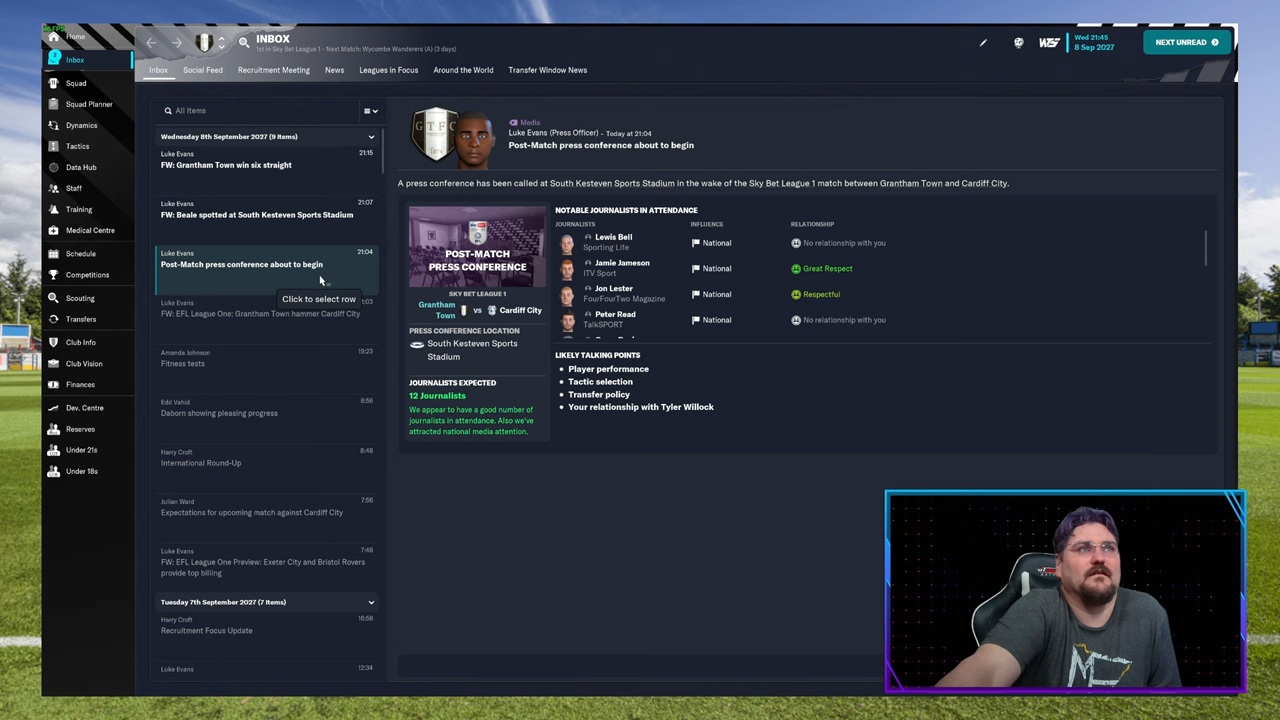 Home
INBOX
1st in Sky Bet League 1 - Next Match: Wycombe Wanderers (A) (3 days)
Wed 21:45
8 Sep 2027
NEXT UNREAD
Inbox
Squad
Squad Planner
Dynamics
Tactics
Data Hub
Staff
Training
Medical Centre
Schedule
Competitions
Scouting
Transfers
Club Info
Club Vision
Finances
Dev. Centre
Reserves
Under 21s
Under 18s
Inbox
Social Feed
Recruitment Meeting
News
Leagues in Focus
Around the World
Transfer Window News
All Items
Wednesday 8th September 2027 (9 Items)
Luke Evans
21:15
FW: Grantham Town win six straight
Luke Evans
21:07
FW: Beale spotted at South Kesteven Sports Stadium
Luke Evans
21:04
Post-Match press conference about to begin
Click to select row
Luke Evans
FW: EFL League One: Grantham Town hammer Cardiff City
Amanda Johnson
19:23
Fitness tests
Edd Vahid
8:56
Daborn showing pleasing progress
Harry Croft
8:48
International Round-Up
Julian Ward
7:56
Expectations for upcoming match against Cardiff City
Luke Evans
7:48
FW: EFL League One Preview: Exeter City and Bristol Rovers
provide top billing
Tuesday 7th September 2027 (7 Items)
Harry Croft
16:58
Recruitment Focus Update
Luke Evans
12:34
GTFC
Media
Luke Evans (Press Officer) - Today at 21:04
Post-Match press conference about to begin
A press conference has been called at South Kesteven Sports Stadium in the wake of the Sky Bet League 1 match between Grantham Town and Cardiff City.
POST-MATCH
PRESS CONFERENCE
SKY BET LEAGUE 1
Grantham
Town
vs
Cardiff City
PRESS CONFERENCE LOCATION
South Kesteven Sports
Stadium
JOURNALISTS EXPECTED
12 Journalists
We appear to have a good number of
journalists in attendance. Also we've
attracted national media attention.
NOTABLE JOURNALISTS IN ATTENDANCE
JOURNALISTS
INFLUENCE
RELATIONSHIP
Lewis Bell
Sporting Life
National
No relationship with you
Jamie Jameson
ITV Sport
National
Great Respect
Jon Lester
FourFourTwo Magazine
National
Respectful
Peter Read
TalkSPORT
National
No relationship with you
LIKELY TALKING POINTS
Player performance
Tactic selection
Transfer policy
Your relationship with Tyler Willock